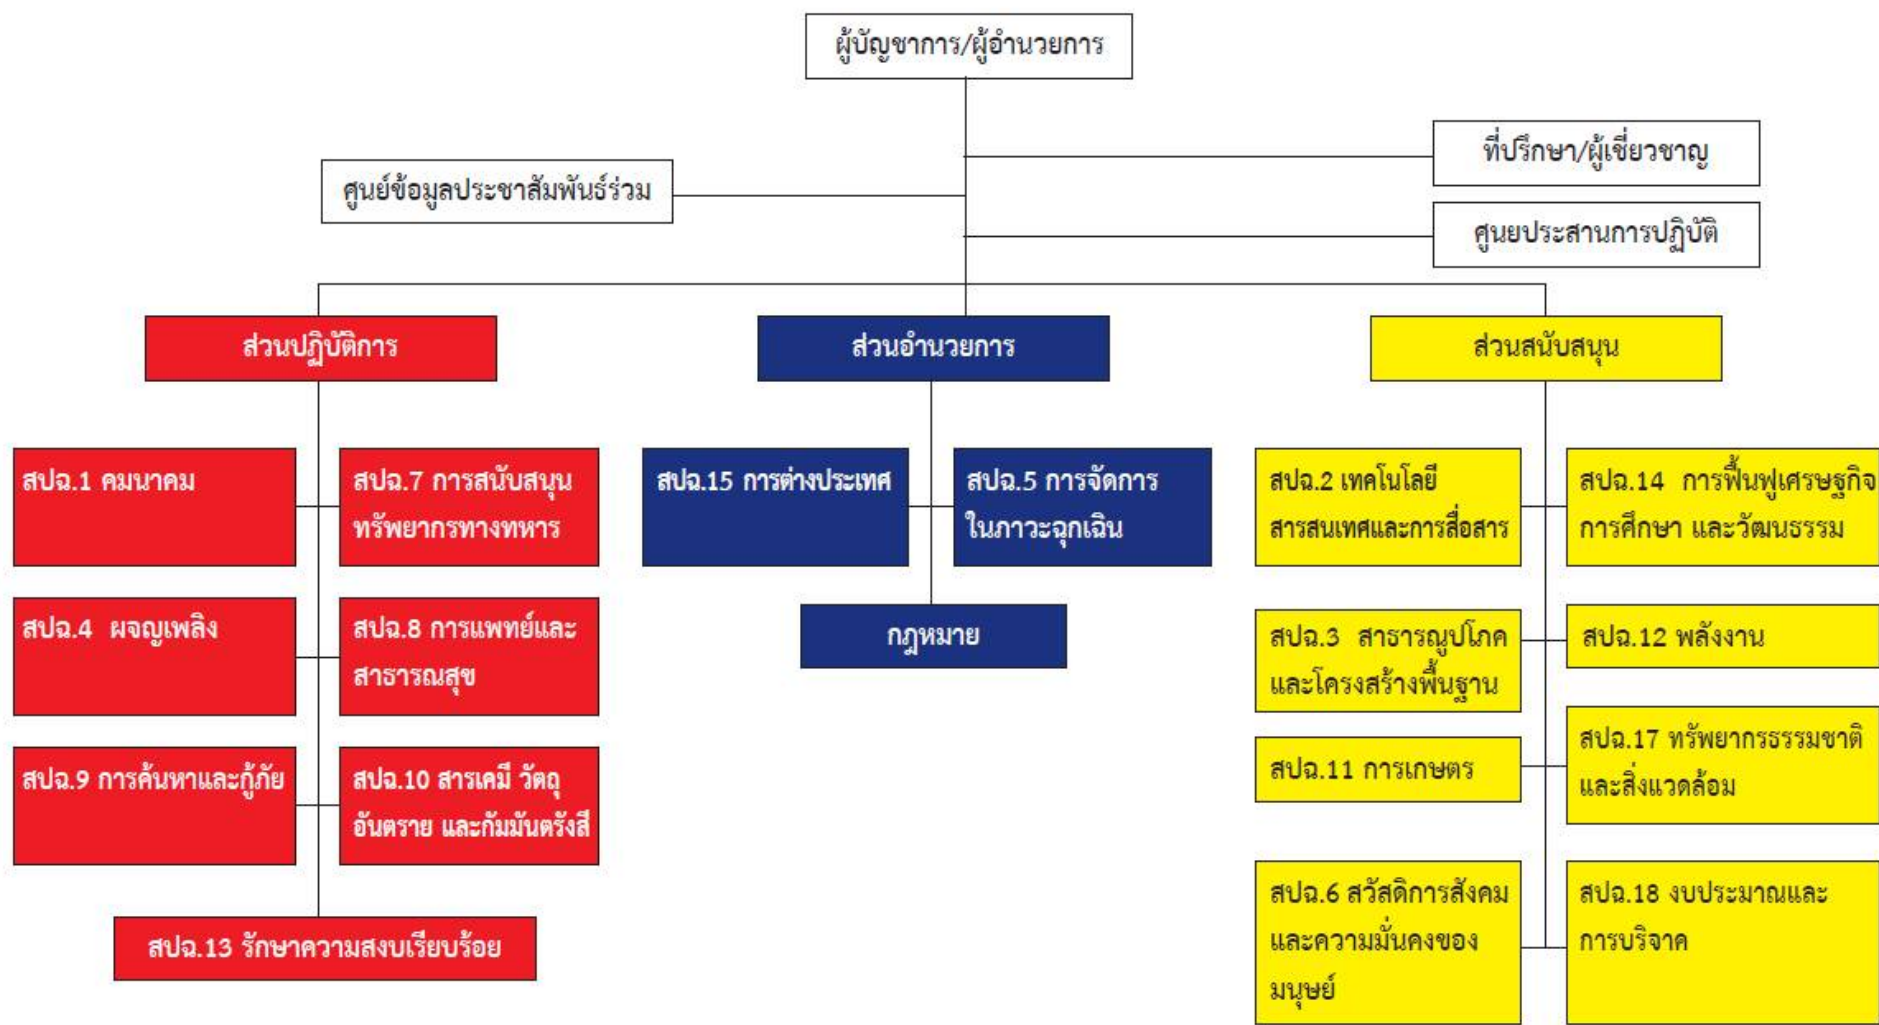 ผู้บัญชาการ/ผู้อำนวยการ
ที่ปรึกษา/ผู้เชี่ยวชาญ
ศูนย์ข้อมูลประชาสัมพันธ์ร่วม
ศูนยประสานการปฏิบัติ
ส่วนปฏิบัติการ
สปฉ.1 คมนาคม
สปฉ.7 การสนับสนุน
ทรัพยากรทางทหาร
สปฉ.4 ผจญเพลิง
สปฉ.8 การแพทย์และ
สาธารณสุข
สปฉ.9 การค้นหาและกู้ภัย
สปฉ.10 สารเคมี วัตถุ
อันตราย และกัมมันตรังสี
สปฉ.13 รักษาความสงบเรียบร้อย
ส่วนอำนวยการ
สปฉ.15 การต่างประเทศ
สปฉ.5 การจัดการ
ในภาวะฉุกเฉิน
กฎหมาย
ส่วนสนับสนุน
สปฉ.2 เทคโนโลยี
สารสนเทศและการสื่อสาร
สปฉ.14 การฟื้นฟูเศรษฐกิจ
การศึกษา และวัฒนธรรม
สปฉ.3 สาธารณูปโภค
และโครงสร้างพื้นฐาน
สปฉ.12 พลังงาน
สปฉ.11 การเกษตร
สปฉ.17 ทรัพยากรธรรมชาติ
และสิ่งแวดล้อม
สปฉ.6 สวัสดิการสังคม
และความมั่นคงของ
มนุษย์
สปฉ.18 งบประมาณและ
การบริจาค